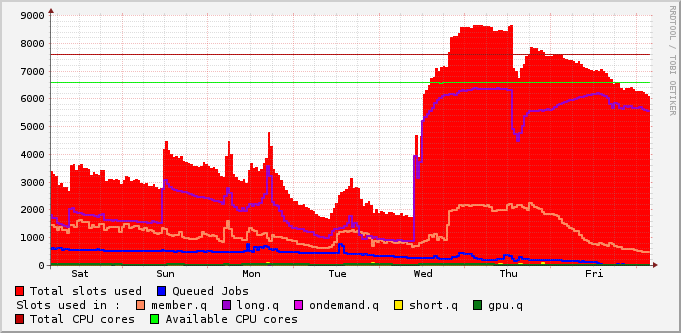 9000
8000
7000
6000
5000
4000
3000
2000
1000
0
Sat Sun Mon Tue Wed Thu Fri
RRDTOOL / TOBI OETIKER
Total slots used Queued Jobs
Slots used in : member.q long.q ondemand.q short.q gpu.q
Total CPU cores Available CPU cores